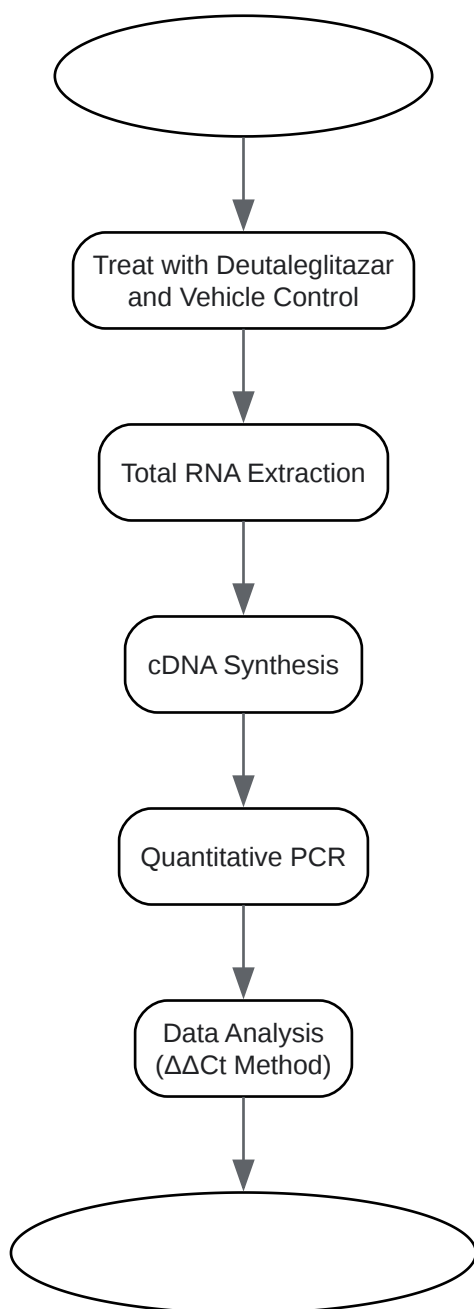 Treat with Deutaleglitazar
and Vehicle Control
Total RNA Extraction
cDNA Synthesis
Quantitative PCR
Data Analysis
(ΔΔCt Method)